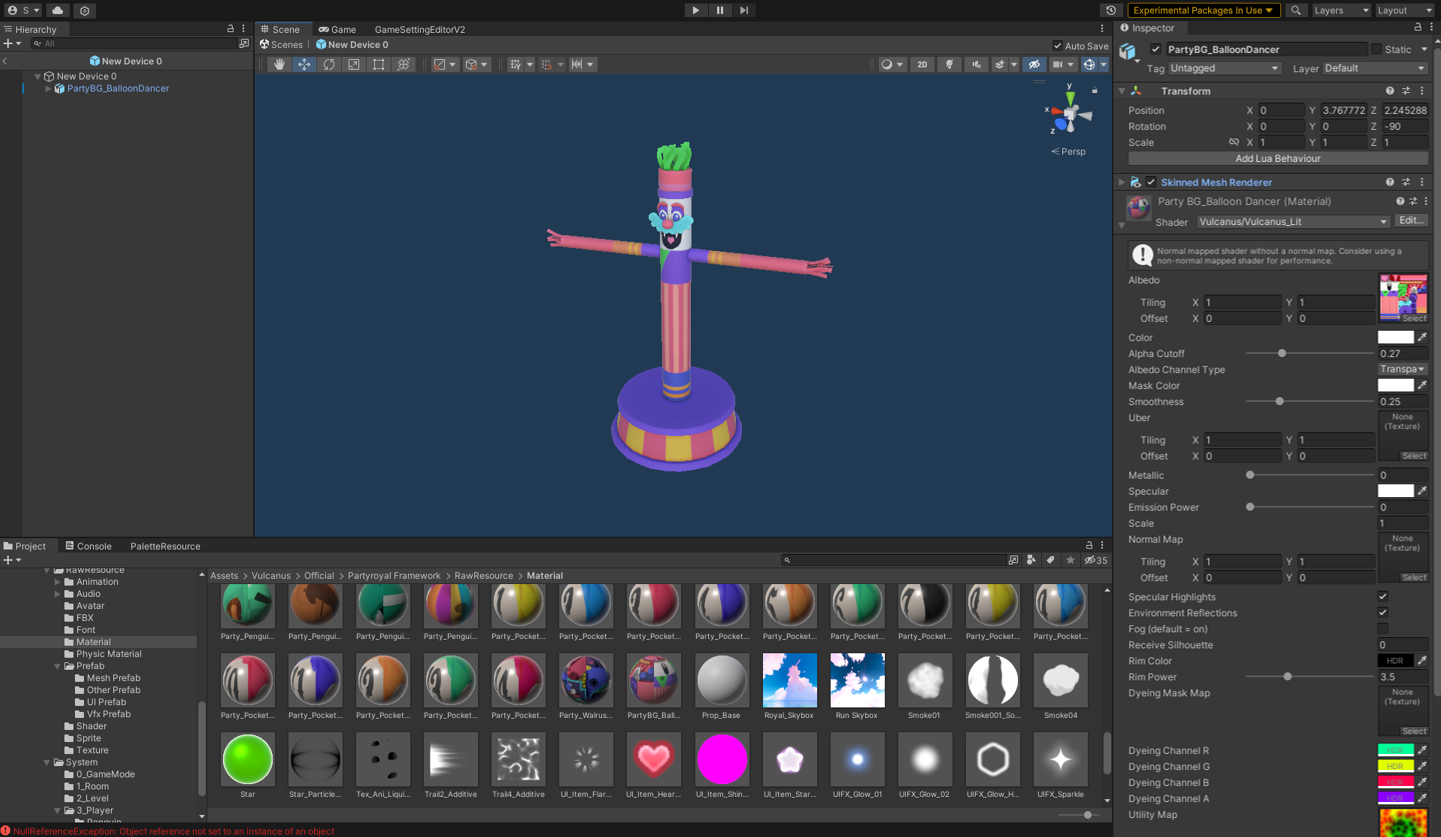 S
Experimental Packages In Use
Layers
Layout
Hierarchy
All
New Device 0
New Device 0
PartyBG_BalloonDancer
Scene
Game
GameSettingEditorV2
Scenes
New Device 0
Auto Save
2D
y
x
z
Persp
Project
Console
PaletteResource
35
RawResource
Animation
Audio
Avatar
FBX
Font
Material
Physic Material
Prefab
Mesh Prefab
Other Prefab
UI Prefab
Vfx Prefab
Shader
Sprite
Texture
System
0_GameMode
1_Room
2_Level
3_Player
Penguin
Assets Vulcanus Official Partyroyal Framework RawResource Material
Party_Pengui... Party_Pengui... Party_Pengui... Party_Pengui... Party_Pocket... Party_Pocket... Party_Pocket... Party_Pocket... Party_Pocket... Party_Pocket... Party_Pocket... Party_Pocket... Party_Pocket...
Party_Pocket... Party_Pocket... Party_Pocket... Party_Pocket... Party_Pocket... Party_Walrus... PartyBG_Ball... Prop_Base Royal_Skybox Run Skybox Smoke01 Smoke001_So... Smoke04
Star Star_Particle... Tex_Ani_Liqui... Trail2_Additive Trail4_Additive UI_Item_Flar... UI_Item_Hear... UI_Item_Shin... UI_Item_Star... UIFX_Glow_01 UIFX_Glow_02 UIFX_Glow_H... UIFX_Sparkle
NullReferenceException: Object reference not set to an instance of an object
Inspector
PartyBG_BalloonDancer
Static
Tag Untagged Layer Default
Transform
Position X 0 Y 3.767772 Z 2.245288
Rotation X 0 Y 0 Z -90
Scale X 1 Y 1 Z 1
Add Lua Behaviour
Skinned Mesh Renderer
Party BG_Balloon Dancer (Material)
Shader Vulcanus/Vulcanus_Lit Edit...
Normal mapped shader without a normal map. Consider using a
non-normal mapped shader for performance.
Albedo
Tiling X 1 Y 1
Offset X 0 Y 0
Select
Color
Alpha Cutoff 0.27
Albedo Channel Type Transpa
Mask Color
Smoothness 0.25
Uber
None
(Texture)
Tiling X 1 Y 1
Offset X 0 Y 0
Select
Metallic 0
Specular
Emission Power 0
Scale 1
Normal Map
None
(Texture)
Tiling X 1 Y 1
Offset X 0 Y 0
Select
Specular Highlights
Environment Reflections
Fog (default = on)
Receive Silhouette 0
Rim Color HDR
Rim Power 3.5
Dyeing Mask Map
None
(Texture)
Select
Dyeing Channel R HDR
Dyeing Channel G HDR
Dyeing Channel B HDR
Dyeing Channel A HDR
Utility Map